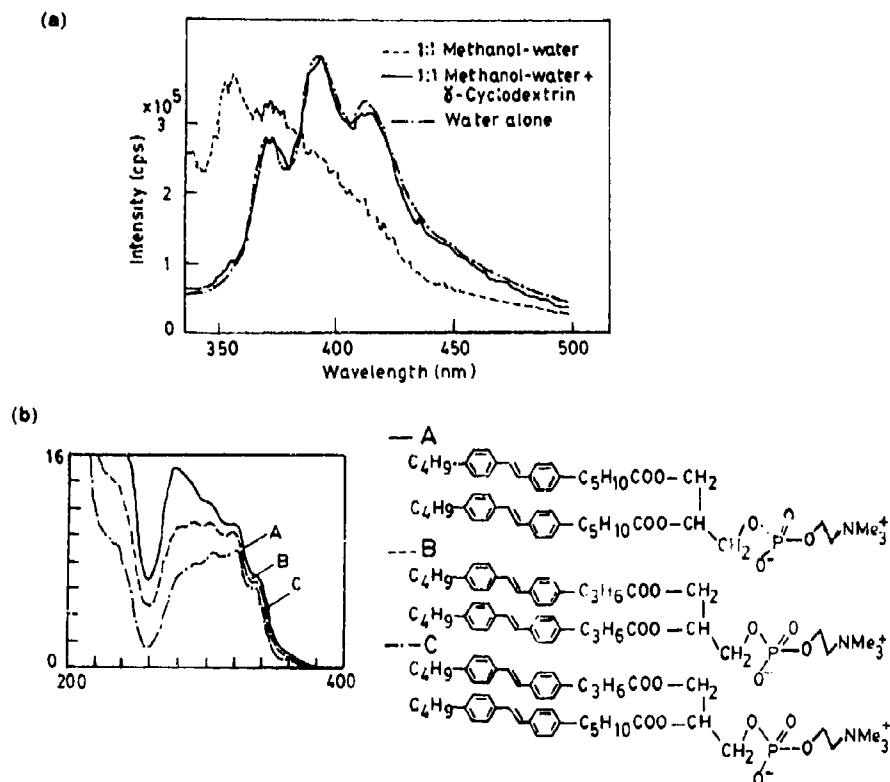 (a)
1:1 Methanol-water
1:1 Methanol-water +
γ-Cyclodextrin
Water alone
×10⁵
3
2
1
0
Intensity (cps)
350 400 450 500
Wavelength (nm)
(b)
16
0
200 400
A
B
C
A
C₄H₉ C₅H₁₀COO CH₂
C₄H₉ C₅H₁₀COO CH
CH₂ O P O O⁻ O NMe₃⁺
B
C₄H₉ C₃H₆COO CH₂
C₄H₉ C₃H₆COO CH
CH₂ O P O O⁻ O NMe₃⁺
C
C₄H₉ C₃H₆COO CH₂
C₄H₉ C₅H₁₀COO CH
CH₂ O P O O⁻ O NMe₃⁺